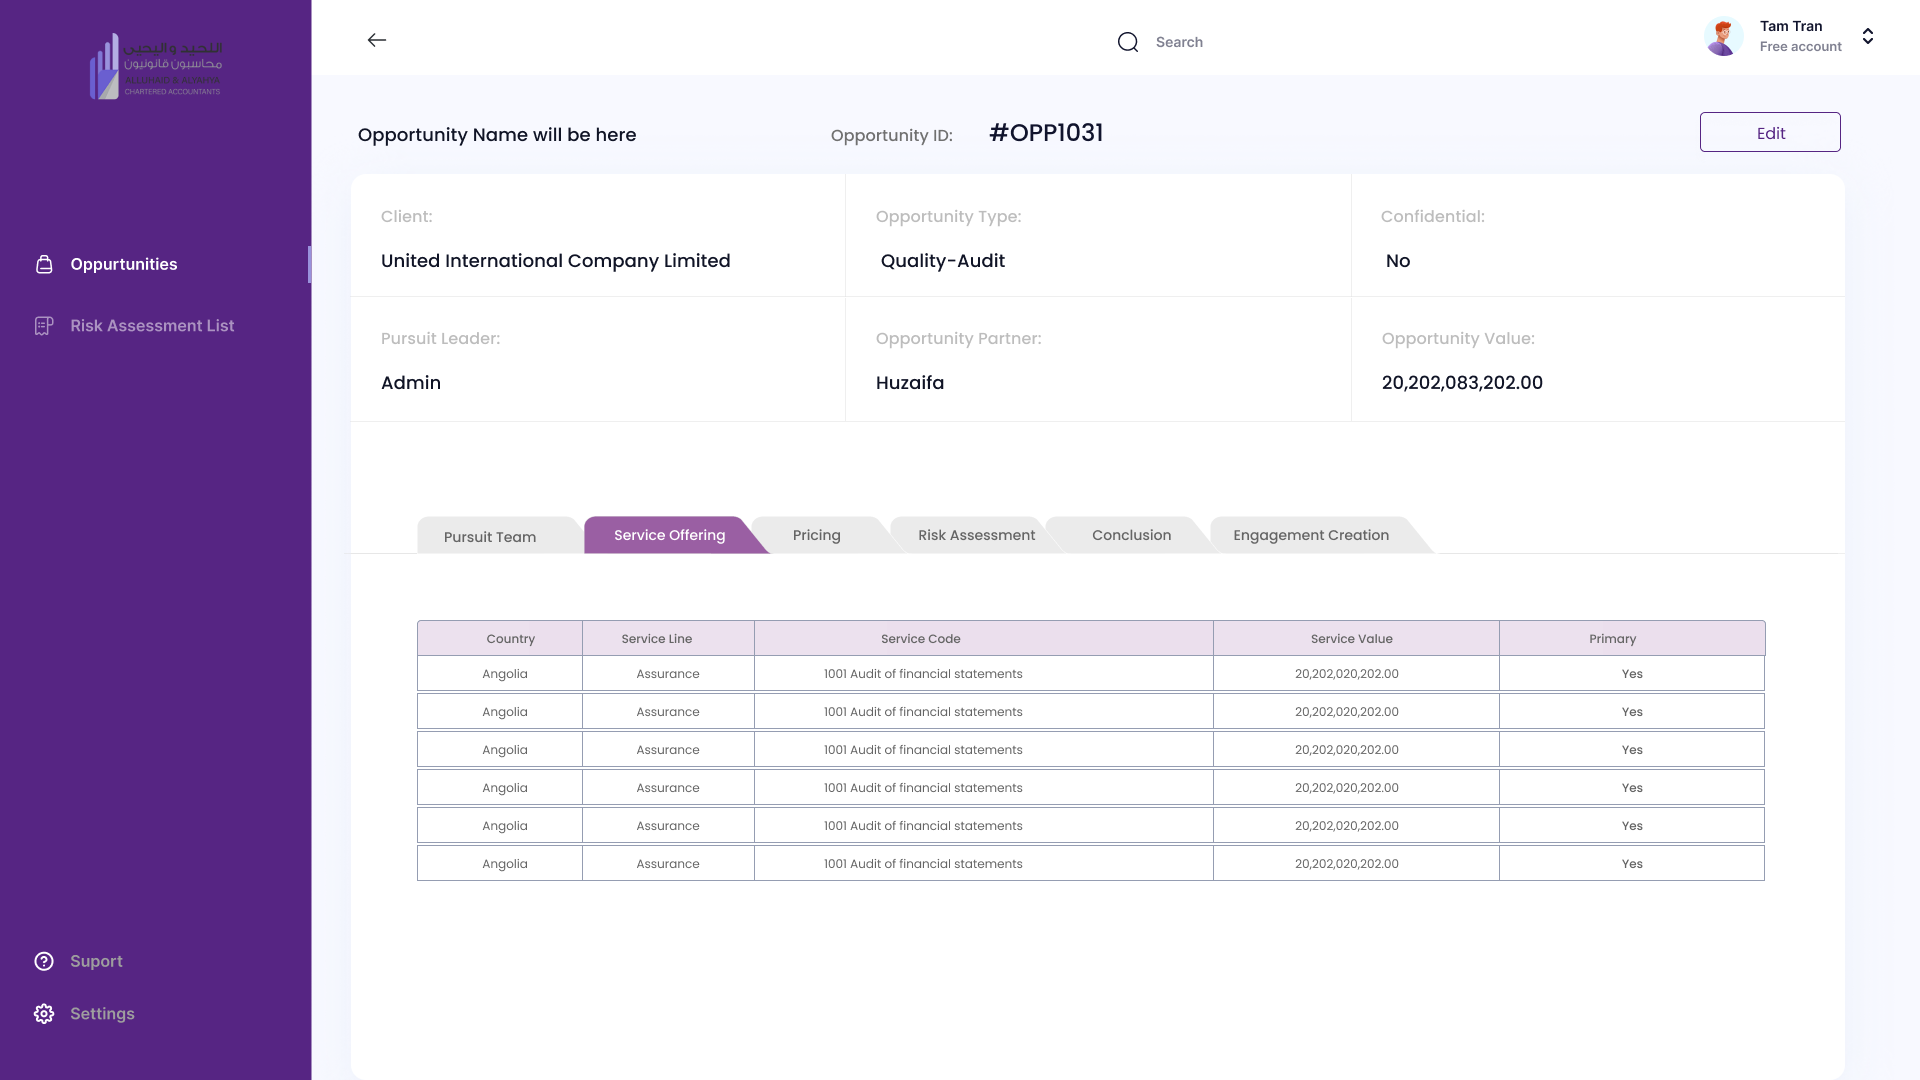 النحيد واليحيى
محاسبون قانونيون
ALLUHAID & ALYAHYA
CHARTERED ACCOUNTANTS
Search
Tam Tran
Free account
Opportunity Name will be here
Opportunity ID:
#OPP1031
Edit
Oppurtunities
Risk Assessment List
Suport
Settings
Client:
Opportunity Type:
Confidential:
United International Company Limited
Quality-Audit
No
Pursuit Leader:
Opportunity Partner:
Opportunity Value:
Admin
Huzaifa
20,202,083,202.00
Pursuit Team
Service Offering
Pricing
Risk Assessment
Conclusion
Engagement Creation
Country Service Line Service Code Service Value Primary
Angolia Assurance 1001 Audit of financial statements 20,202,020,202.00 Yes
Angolia Assurance 1001 Audit of financial statements 20,202,020,202.00 Yes
Angolia Assurance 1001 Audit of financial statements 20,202,020,202.00 Yes
Angolia Assurance 1001 Audit of financial statements 20,202,020,202.00 Yes
Angolia Assurance 1001 Audit of financial statements 20,202,020,202.00 Yes
Angolia Assurance 1001 Audit of financial statements 20,202,020,202.00 Yes